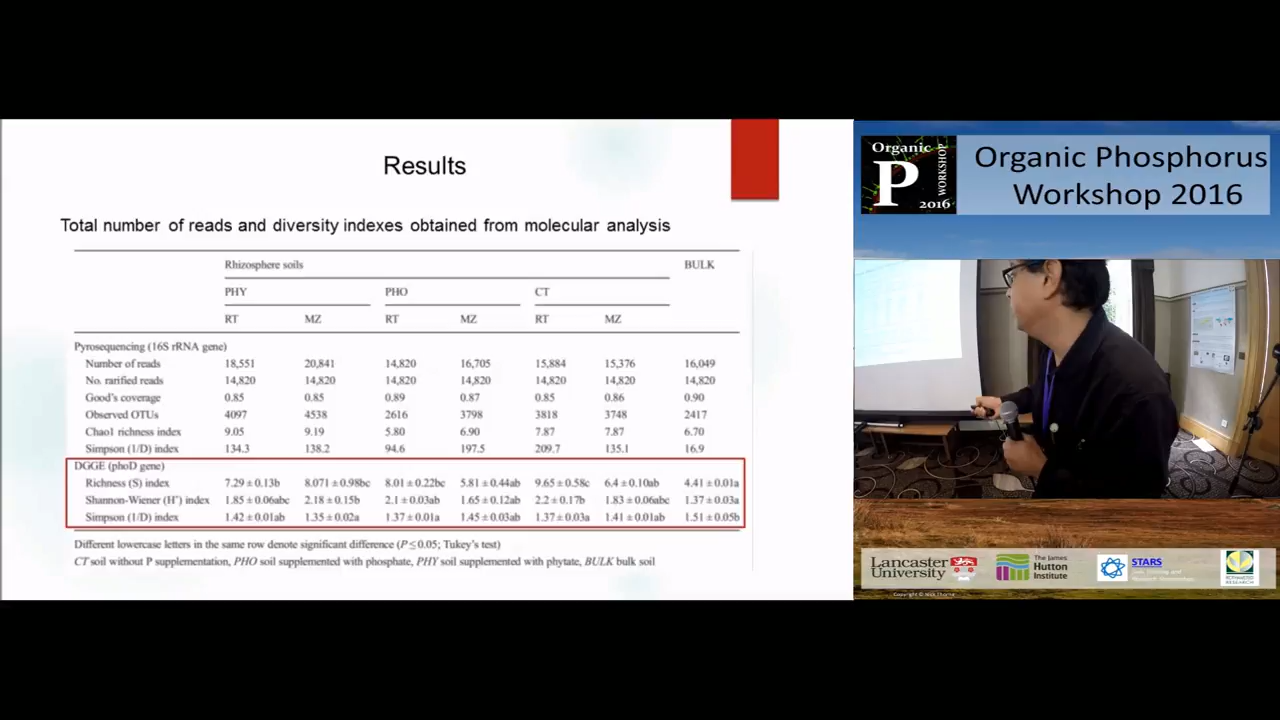 Results
Total number of reads and diversity indexes obtained from molecular analysis
Rhizosphere soils BULK
PHY PHO CT
RT MZ RT MZ RT MZ
Pyrosequencing (16S rRNA gene)
Number of reads 18,551 20,841 14,820 16,705 15,884 15,376 16,049
No. rarified reads 14,820 14,820 14,820 14,820 14,820 14,820 14,820
Good's coverage 0.85 0.85 0.89 0.87 0.85 0.86 0.90
Observed OTUs 4097 4538 2616 3798 3818 3748 2417
Chao1 richness index 9.05 9.19 5.80 6.90 7.87 7.87 6.70
Simpson (1/D) index 134.3 138.2 94.6 197.5 209.7 135.1 16.9
DGGE (phoD gene)
Richness (S) index 7.29 ± 0.13b 8.071 ± 0.98bc 8.01 ± 0.22bc 5.81 ± 0.44ab 9.65 ± 0.58c 6.4 ± 0.10ab 4.41 ± 0.01a
Shannon-Wiener (H') index 1.85 ± 0.06abc 2.18 ± 0.15b 2.1 ± 0.03ab 1.65 ± 0.12ab 2.2 ± 0.17b 1.83 ± 0.06abc 1.37 ± 0.03a
Simpson (1/D) index 1.42 ± 0.01ab 1.35 ± 0.02a 1.37 ± 0.01a 1.45 ± 0.03ab 1.37 ± 0.03a 1.41 ± 0.01ab 1.51 ± 0.05b
Different lowercase letters in the same row denote significant difference (P ≤ 0.05; Tukey's test)
CT soil without P supplementation, PHO soil supplemented with phosphate, PHY soil supplemented with phytate, BULK bulk soil
Organic
P
WORKSHOP
2016
Organic Phosphorus
Workshop 2016
Lancaster
University
The James
Hutton
Institute
STARS
ROTHAMSTED
RESEARCH